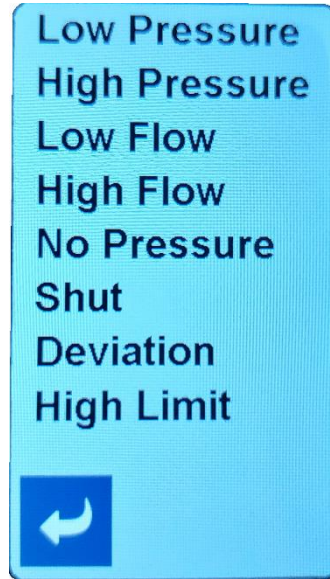 Low Pressure
High Pressure
Low Flow
High Flow
No Pressure
Shut
Deviation
High Limit